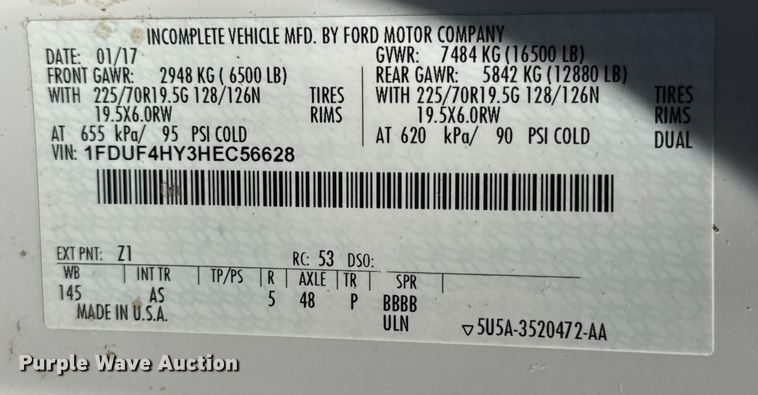 INCOMPLETE VEHICLE MFD. BY FORD MOTOR COMPANY
DATE: 01/17 GVWR: 7484 KG (16500 LB)
FRONT GAWR: 2948 KG ( 6500 LB) REAR GAWR: 5842 KG (12880 LB)
WITH 225/70R19.5G 128/126N TIRES WITH 225/70R19.5G 128/126N TIRES
19.5X6.0RW RIMS 19.5X6.0RW RIMS
AT 655 kPa/ 95 PSI COLD AT 620 kPa/ 90 PSI COLD DUAL
VIN: 1FDUF4HY3HEC56628
EXT PNT: Z1 RC: 53 DSO:
WB INT TR TP/PS R AXLE TR SPR
145 AS 5 48 P BBBB
MADE IN U.S.A. ULN ▽5U5A-3520472-AA
Purple Wave Auction